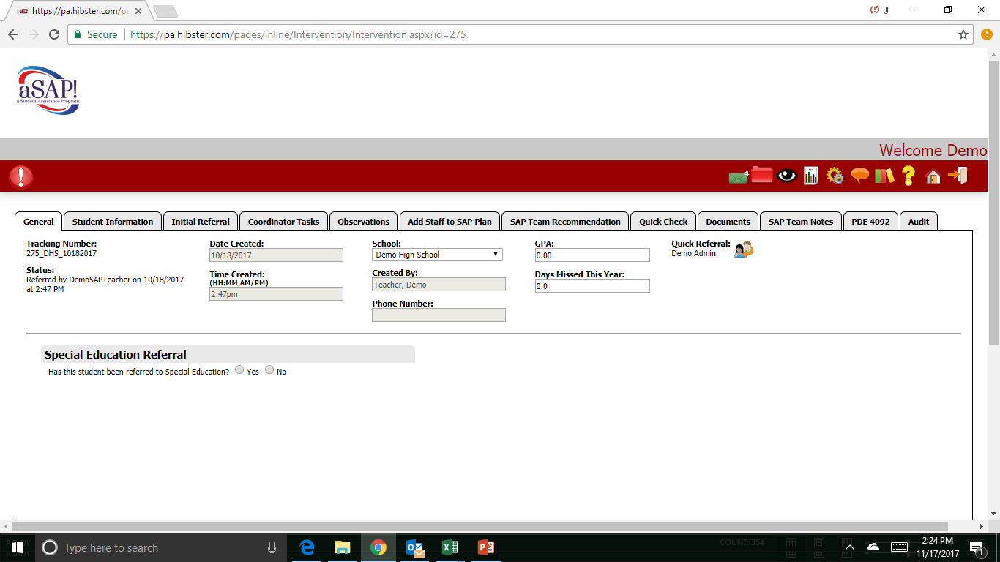 https://pa.hibster.com/pa
Secure https://pa.hibster.com/pages/inline/Intervention/Intervention.aspx?id=275
aSAP!
a Student Assistance Program
Welcome Demo
4
General Student Information Initial Referral Coordinator Tasks Observations Add Staff to SAP Plan SAP Team Recommendation Quick Check Documents SAP Team Notes PDE 4092 Audit
Tracking Number: Date Created: School: GPA: Quick Referral:
275_DHS_10182017 10/18/2017 Demo High School 0.00 Demo Admin
Status: Time Created: Created By: Days Missed This Year:
Referred by DemoSAPTeacher on 10/18/2017 (HH:MM AM/PM) Teacher, Demo 0.0
at 2:47 PM 2:47pm
Phone Number:
Special Education Referral
Has this student been referred to Special Education? Yes No
Type here to search
COUNT: 354
2:24 PM
11/17/2017
1